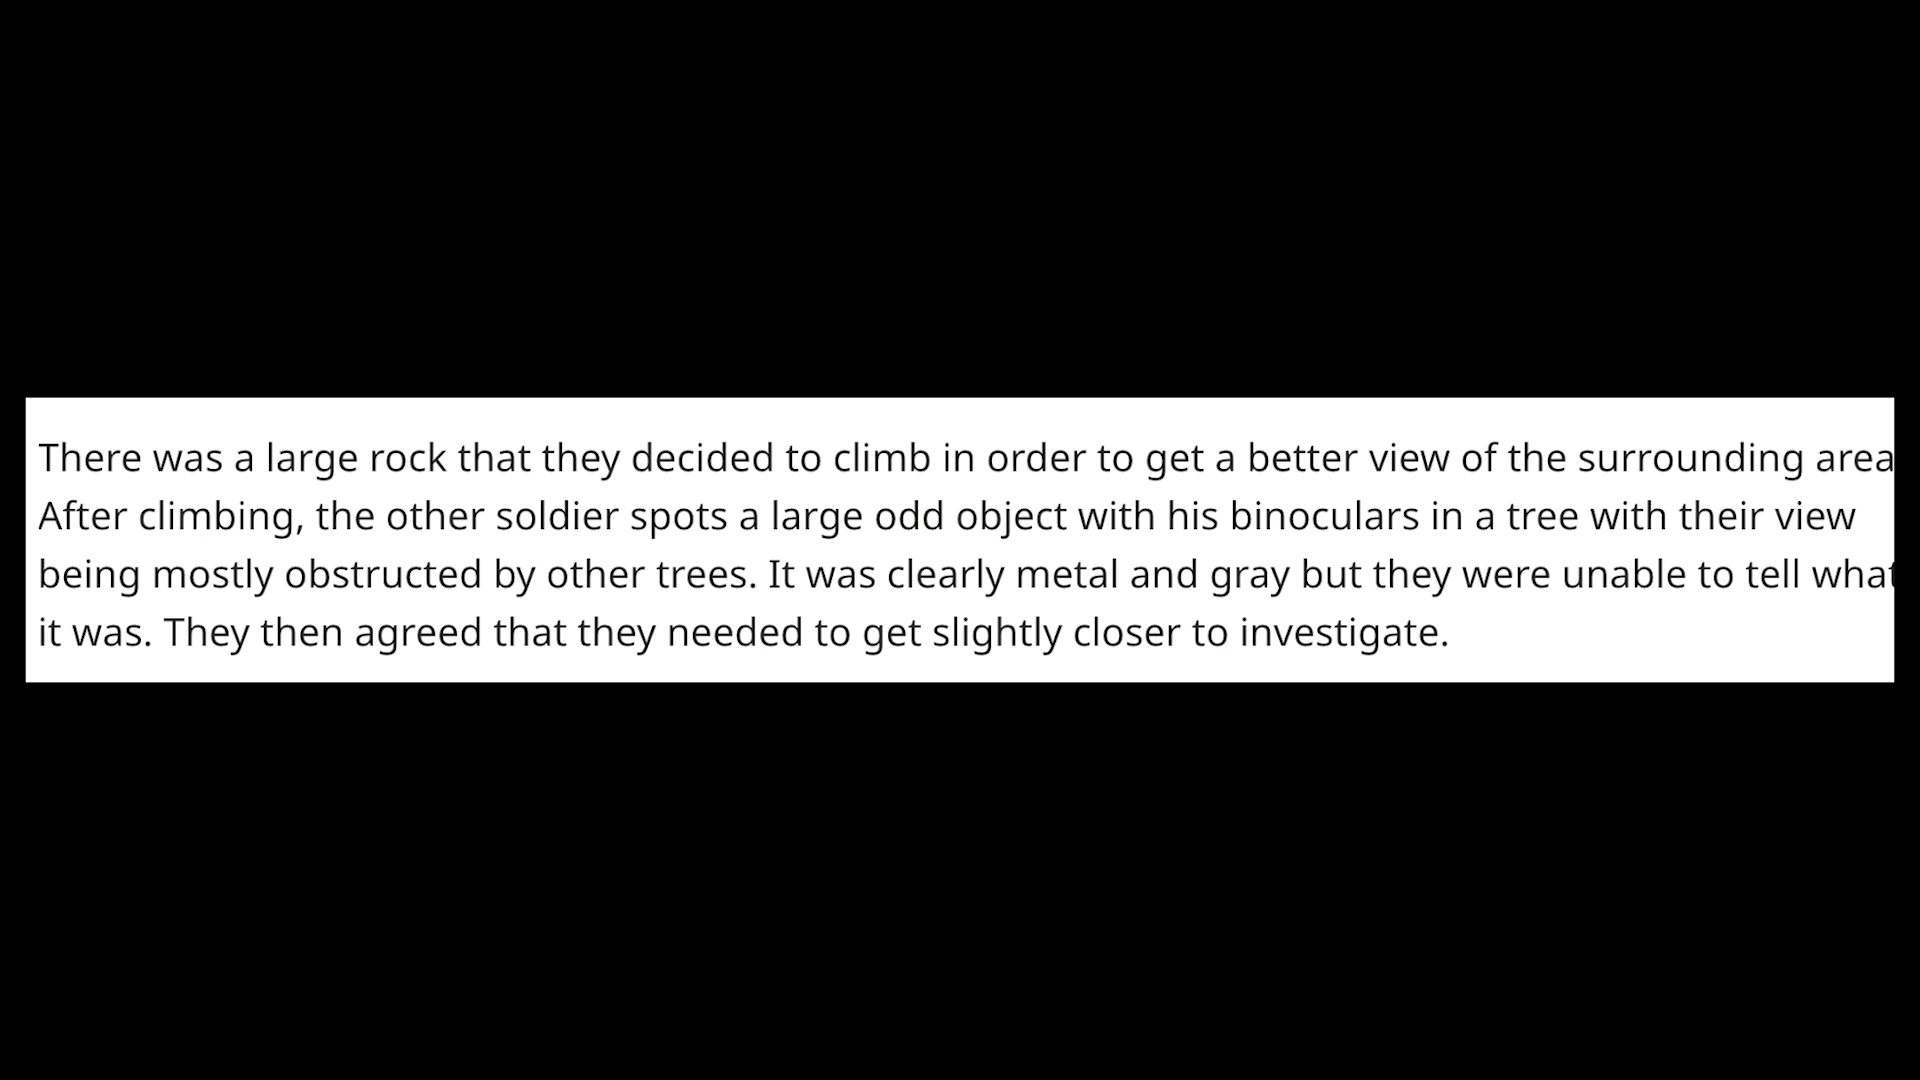 There was a large rock that they decided to climb in order to get a better view of the surrounding area
After climbing, the other soldier spots a large odd object with his binoculars in a tree with their view
being mostly obstructed by other trees. It was clearly metal and gray but they were unable to tell what
it was. They then agreed that they needed to get slightly closer to investigate.